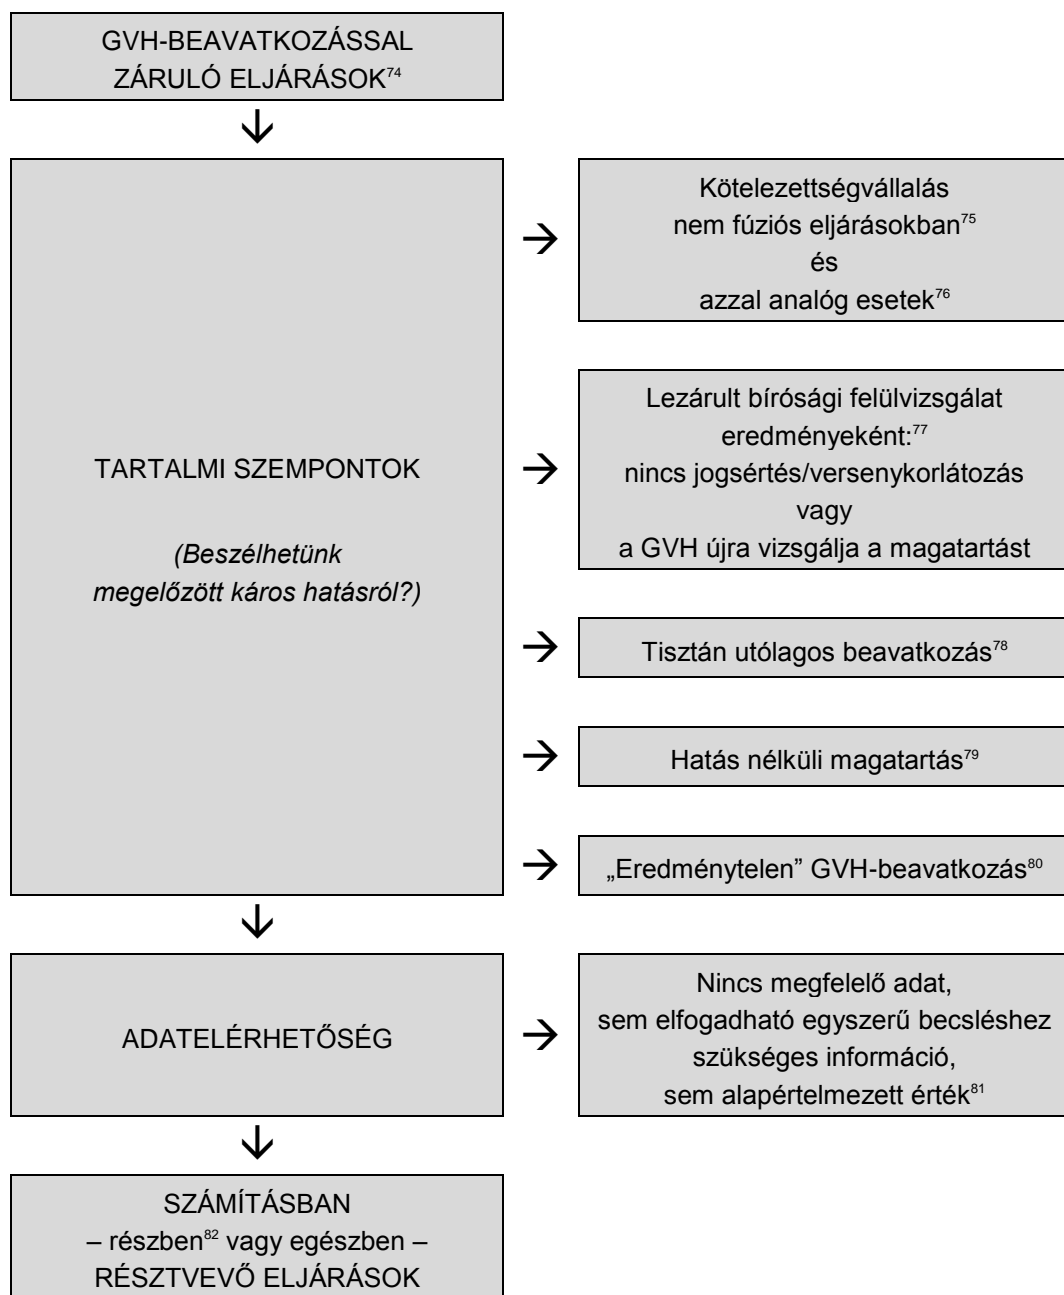 GVH-BEAVATKOZÁSSAL
ZÁRULÓ ELJÁRÁSOK74
↓
TARTALMI SZEMPONTOK
(Beszélhetünk
megelőzött káros hatásról?)
→
Kötelezettségvállalás
nem fúziós eljárásokban75
és
azzal analóg esetek76
→
Lezárult bírósági felülvizsgálat
eredményeként:77
nincs jogsértés/versenykorlátozás
vagy
a GVH újra vizsgálja a magatartást
→
Tisztán utólagos beavatkozás78
→
Hatás nélküli magatartás79
→
„Eredménytelen” GVH-beavatkozás80
↓
ADATELÉRHETŐSÉG
→
Nincs megfelelő adat,
sem elfogadható egyszerű becsléshez
szükséges információ,
sem alapértelmezett érték81
↓
SZÁMÍTÁSBAN
– részben82 vagy egészben –
RÉSZTVEVŐ ELJÁRÁSOK